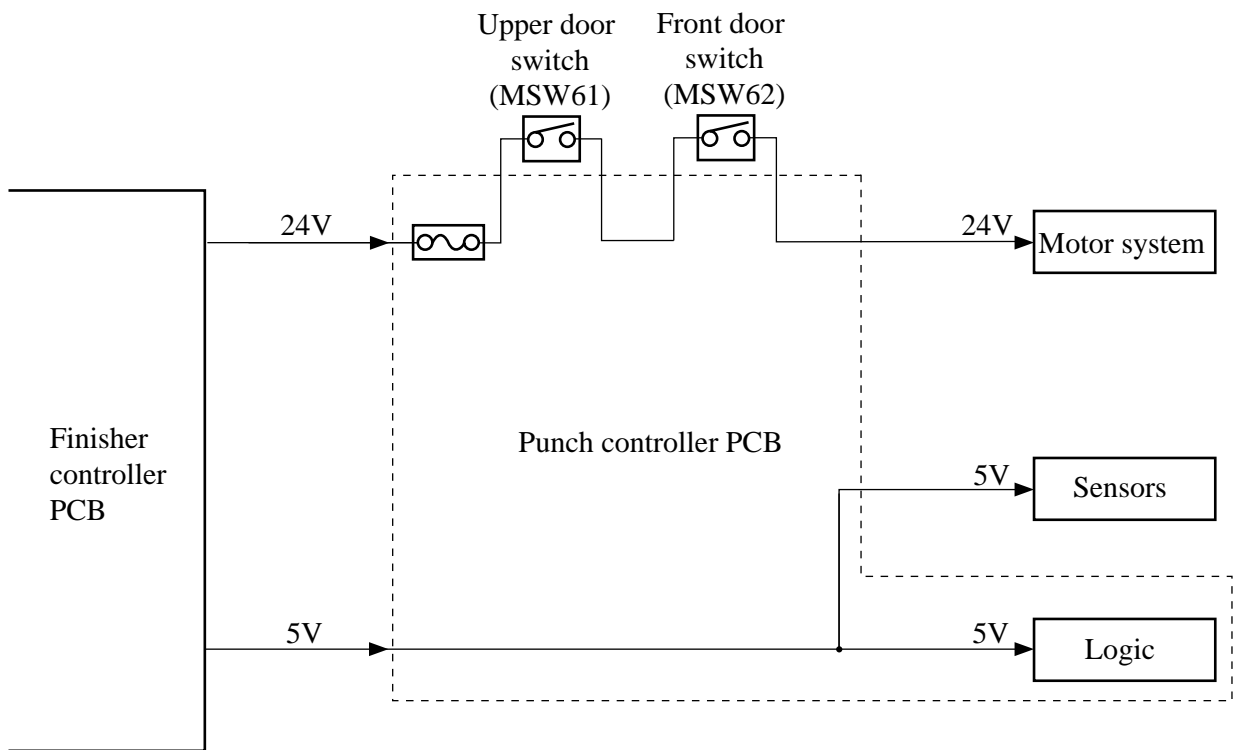 Upper door
switch
(MSW61)
Front door
switch
(MSW62)
24V
24V
Motor system
Finisher
controller
PCB
Punch controller PCB
5V
Sensors
5V
5V
Logic